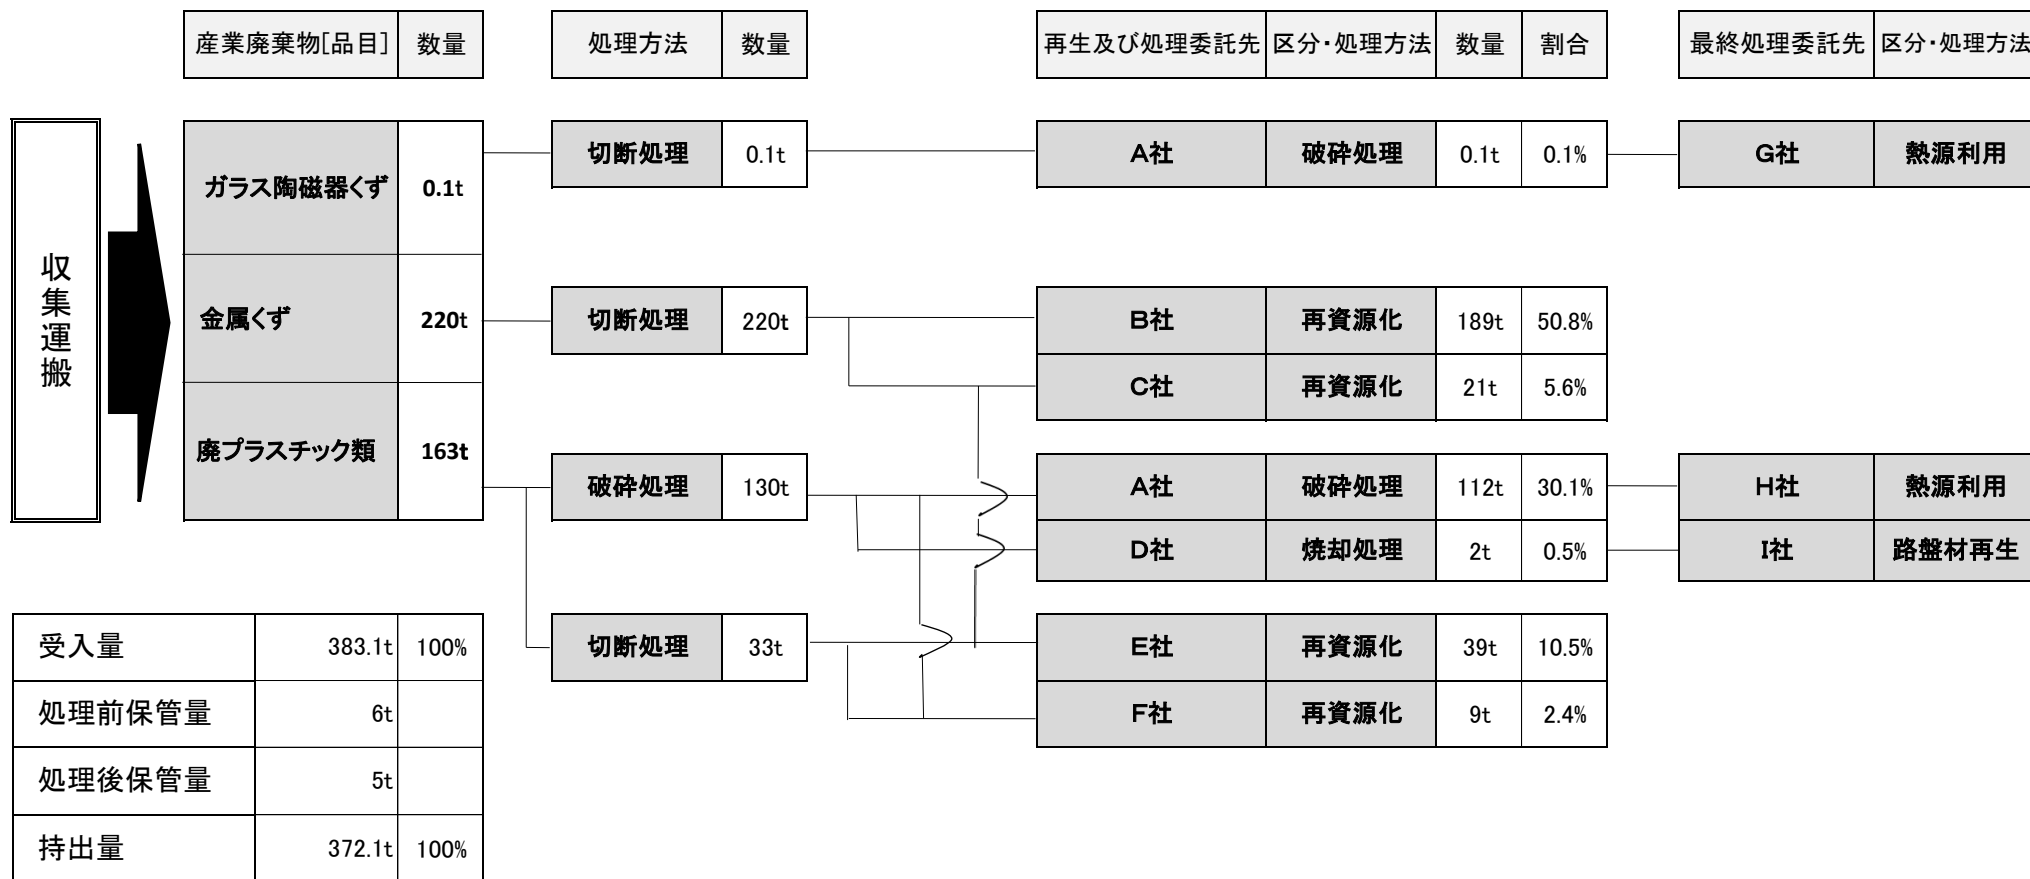 産業廃棄物[品目] 数量 処理方法 数量 再生及び処理委託先 区分・処理方法 数量 割合 最終処理委託先 区分・処理方法
収集運搬
ガラス陶磁器くず 0.1t 切断処理 0.1t A社 破砕処理 0.1t 0.1% G社 熱源利用
金属くず 220t 切断処理 220t B社 再資源化 189t 50.8%
C社 再資源化 21t 5.6%
廃プラスチック類 163t 破砕処理 130t A社 破砕処理 112t 30.1% H社 熱源利用
D社 焼却処理 2t 0.5% I社 路盤材再生
切断処理 33t E社 再資源化 39t 10.5%
F社 再資源化 9t 2.4%
受入量 383.1t 100%
処理前保管量 6t
処理後保管量 5t
持出量 372.1t 100%